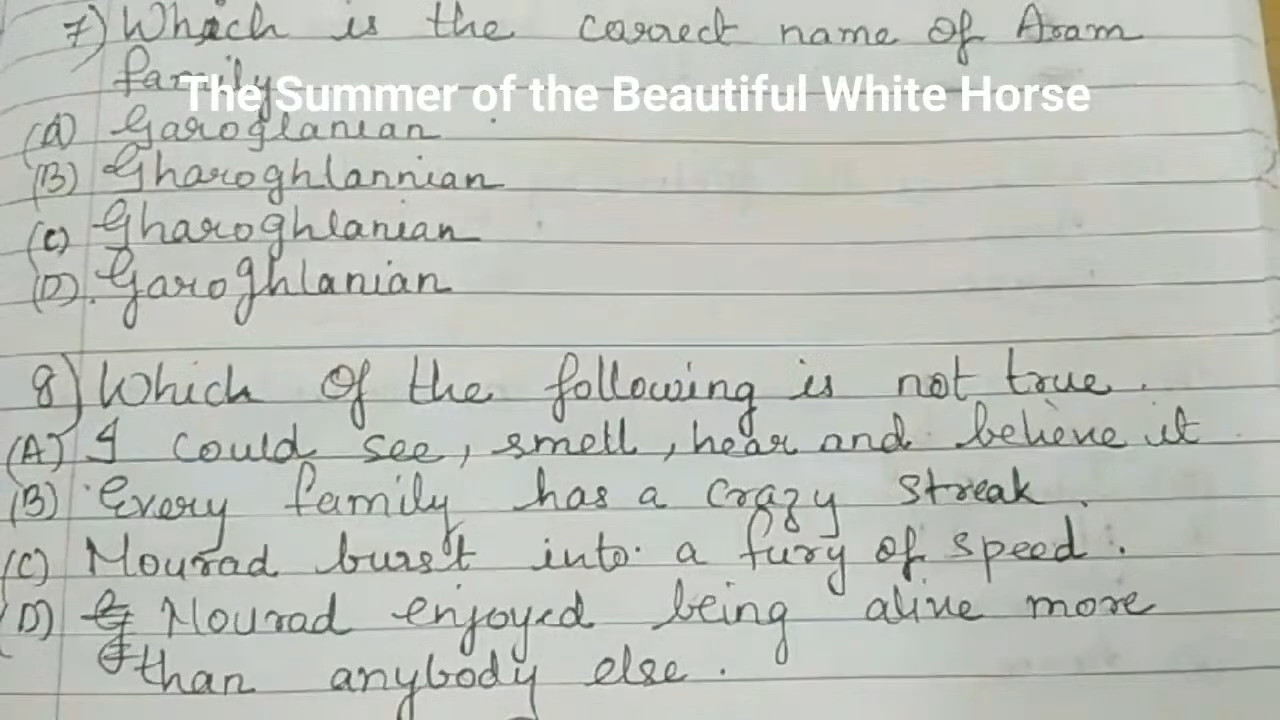 7) Which is the correct name of Aram
family
The Summer of the Beautiful White Horse
(A) Garoglanian
(B) Gharoghlannian
(C) Gharoghlanian
(D). Garoghlanian
8) Which of the following is not true.
(A) I could see, smell, hear and believe it
(B) Every family has a crazy streak.
(C) Mourad burst into a fury of speed.
(D) Mourad enjoyed being alive more
than anybody else.